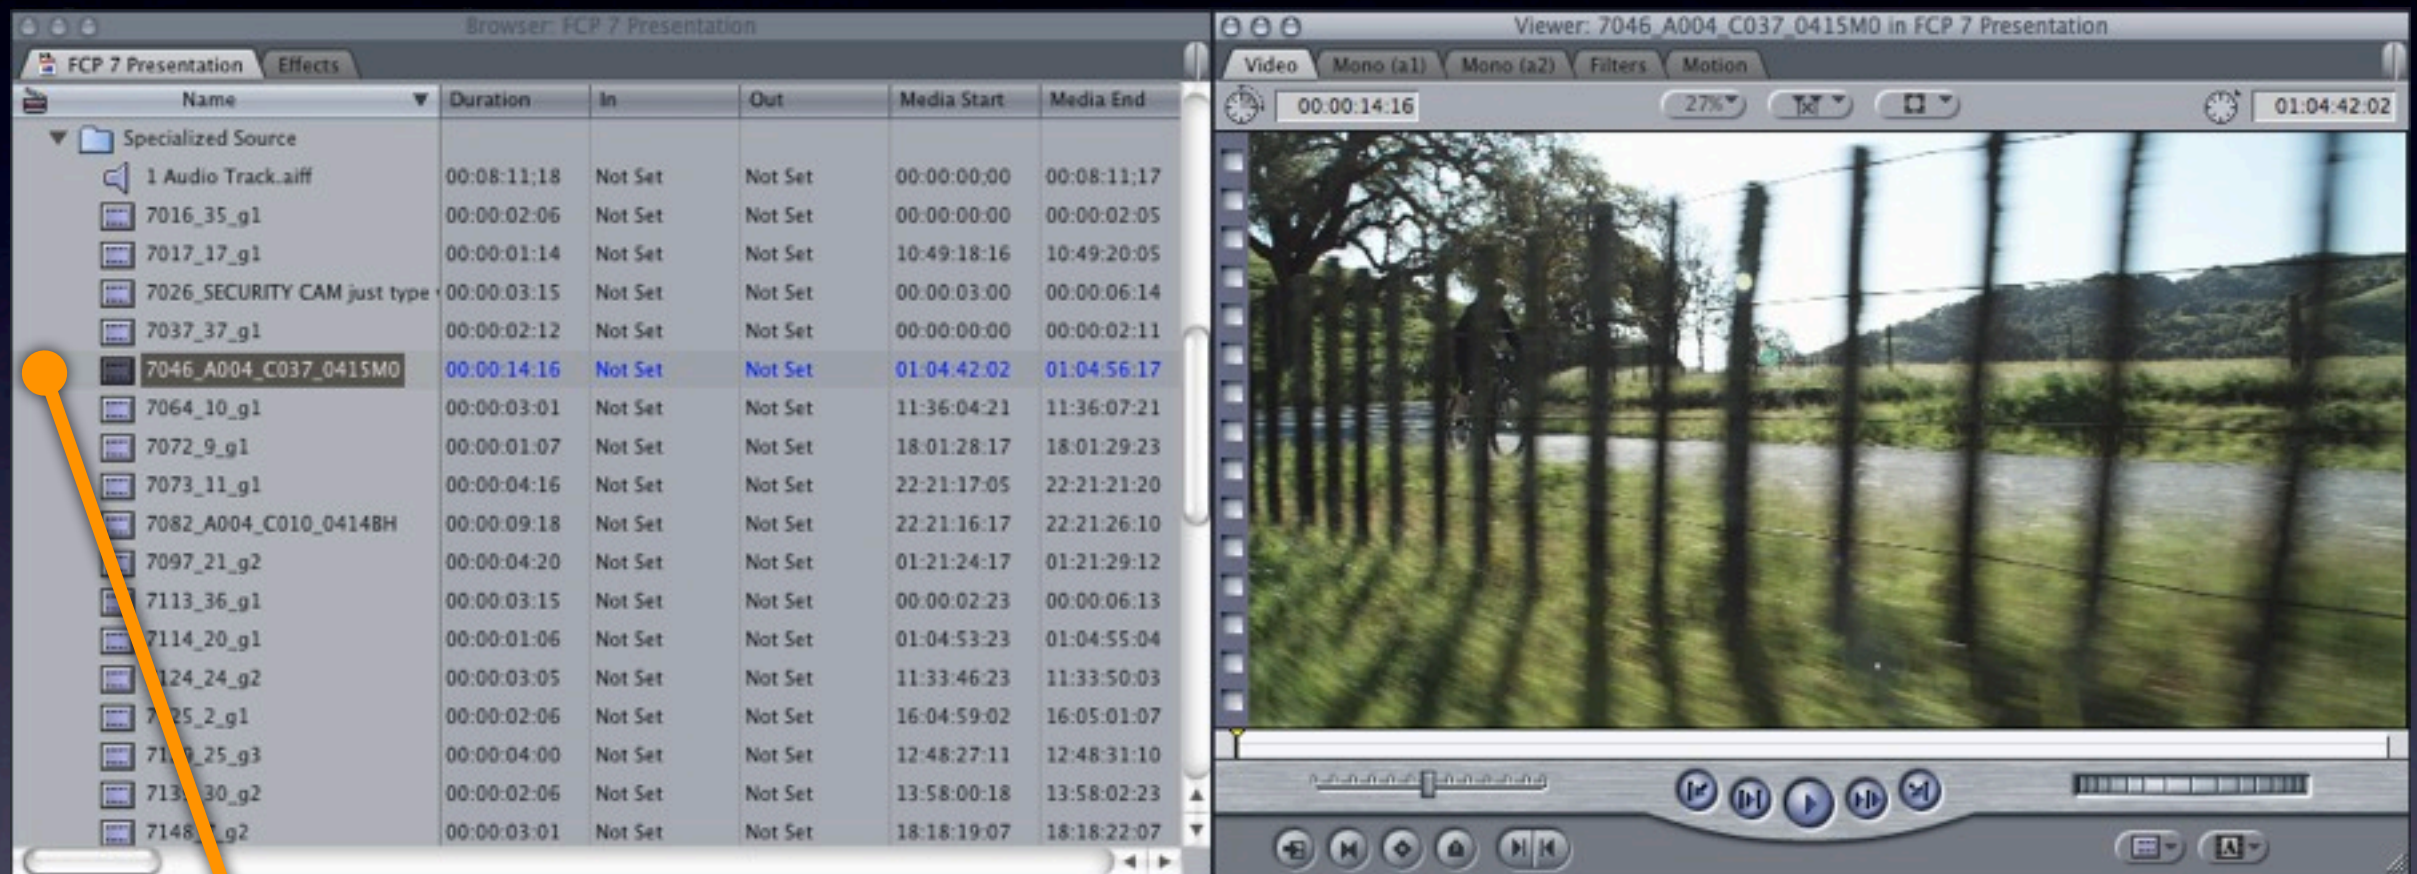 Browser: FCP 7 Presentation
FCP 7 Presentation Effects
Name Duration In Out Media Start Media End
Specialized Source
1 Audio Track.aiff 00:08:11;18 Not Set Not Set 00:00:00;00 00:08:11;17
7016_35_g1 00:00:02:06 Not Set Not Set 00:00:00:00 00:00:02:05
7017_17_g1 00:00:01:14 Not Set Not Set 10:49:18:16 10:49:20:05
7026_SECURITY CAM just type 00:00:03:15 Not Set Not Set 00:00:03:00 00:00:06:14
7037_37_g1 00:00:02:12 Not Set Not Set 00:00:00:00 00:00:02:11
7046_A004_C037_0415M0 00:00:14:16 Not Set Not Set 01:04:42:02 01:04:56:17
7064_10_g1 00:00:03:01 Not Set Not Set 11:36:04:21 11:36:07:21
7072_9_g1 00:00:01:07 Not Set Not Set 18:01:28:17 18:01:29:23
7073_11_g1 00:00:04:16 Not Set Not Set 22:21:17:05 22:21:21:20
7082_A004_C010_0414BH 00:00:09:18 Not Set Not Set 22:21:16:17 22:21:26:10
7097_21_g2 00:00:04:20 Not Set Not Set 01:21:24:17 01:21:29:12
7113_36_g1 00:00:03:15 Not Set Not Set 00:00:02:23 00:00:06:13
7114_20_g1 00:00:01:06 Not Set Not Set 01:04:53:23 01:04:55:04
124_24_g2 00:00:03:05 Not Set Not Set 11:33:46:23 11:33:50:03
00:00:02:06 Not Set Not Set 16:04:59:02 16:05:01:07
00:00:04:00 Not Set Not Set 12:48:27:11 12:48:31:10
00:00:02:06 Not Set Not Set 13:58:00:18 13:58:02:23
00:00:03:01 Not Set Not Set 18:18:19:07 18:18:22:07
Viewer: 7046_A004_C037_0415M0 in FCP 7 Presentation
Video Mono (a1) Mono (a2) Filters Motion
00:00:14:16 27% 01:04:42:02
A